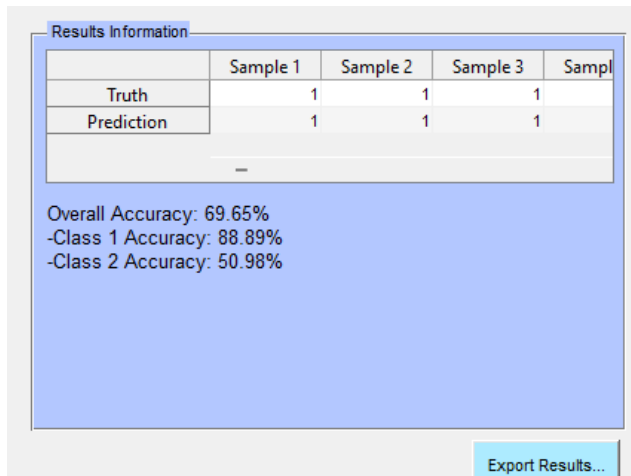 Results Information
Sample 1 Sample 2 Sample 3 Sampl
Truth 1 1 1
Prediction 1 1 1
Overall Accuracy: 69.65%
-Class 1 Accuracy: 88.89%
-Class 2 Accuracy: 50.98%
Export Results...